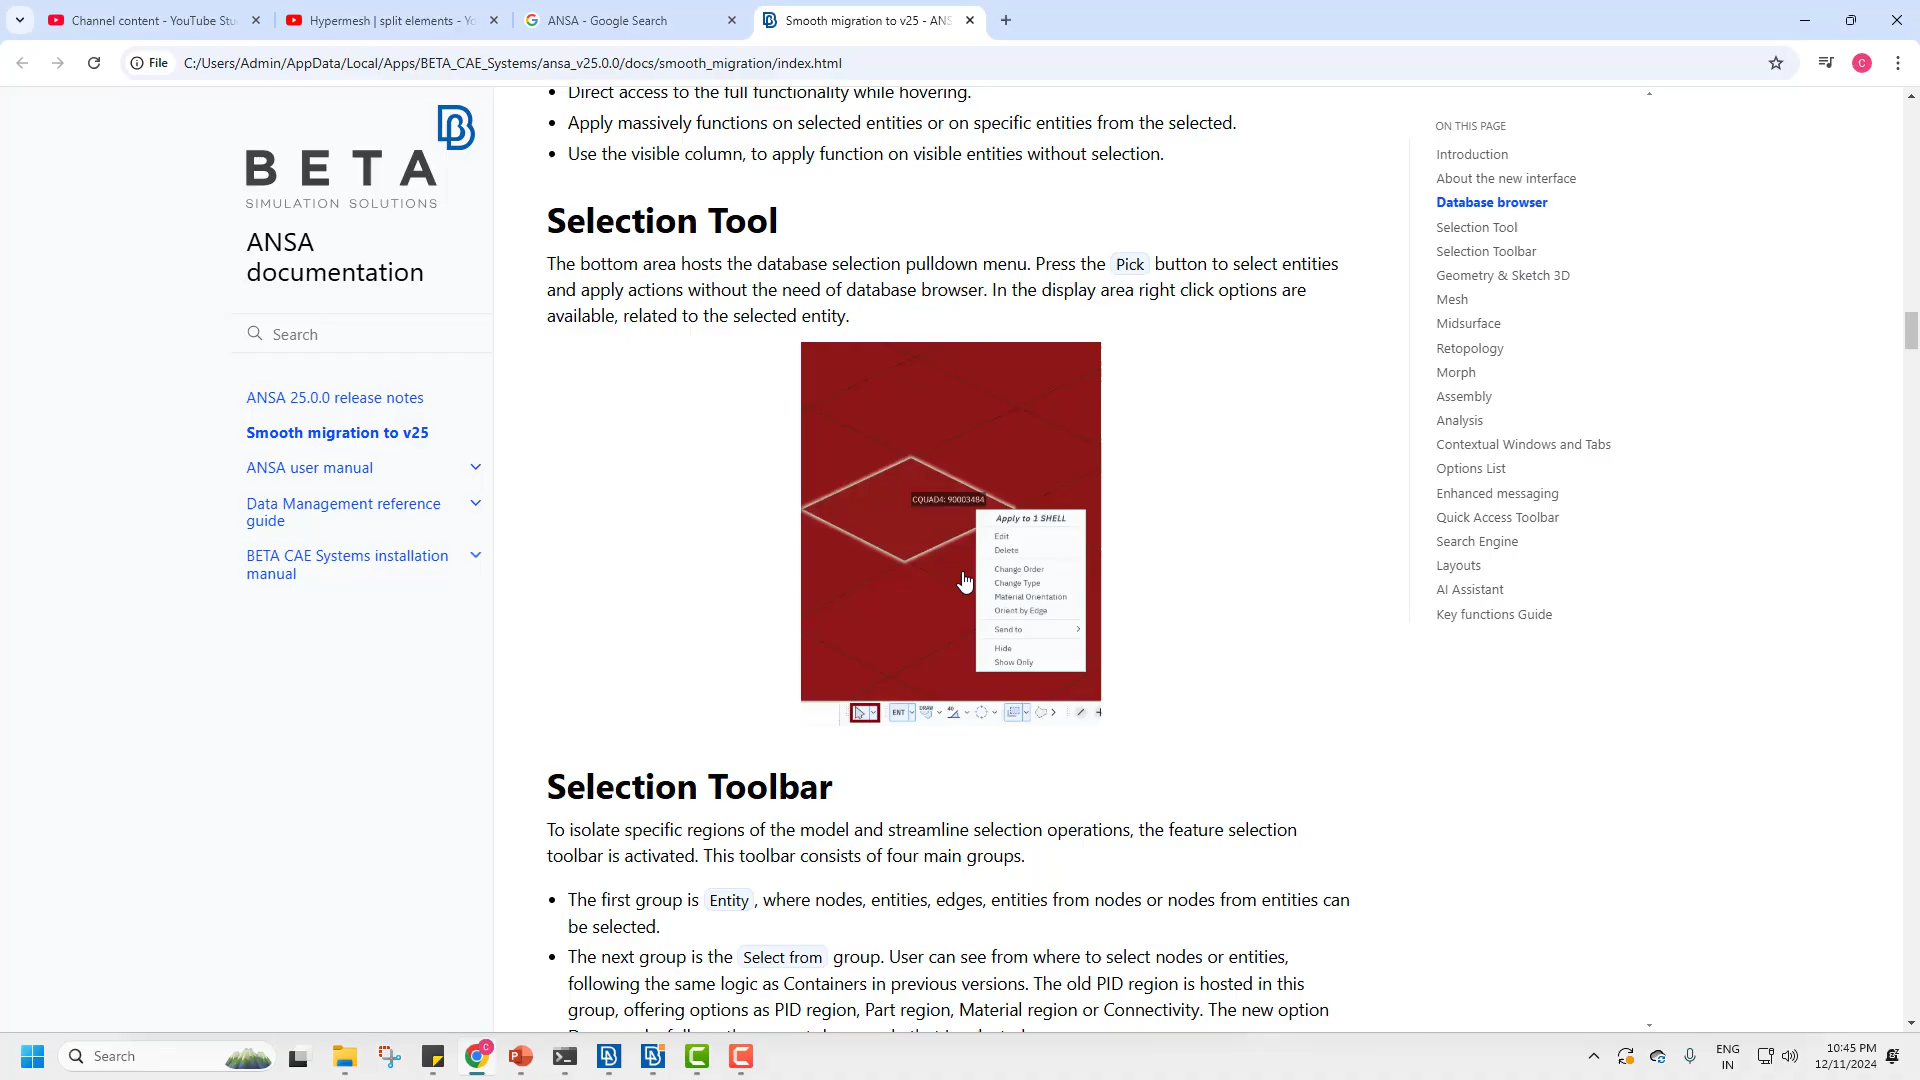 Channel content - YouTube Stu
Hypermesh | split elements - Yo
ANSA - Google Search
Smooth migration to v25 - ANS
File
C:/Users/Admin/AppData/Local/Apps/BETA_CAE_Systems/ansa_v25.0.0/docs/smooth_migration/index.html
C
BETA
SIMULATION SOLUTIONS
ANSA
documentation
Search
ANSA 25.0.0 release notes
Smooth migration to v25
ANSA user manual
Data Management reference
guide
BETA CAE Systems installation
manual
• Direct access to the full functionality while hovering.
• Apply massively functions on selected entities or on specific entities from the selected.
• Use the visible column, to apply function on visible entities without selection.
Selection Tool
The bottom area hosts the database selection pulldown menu. Press the Pick button to select entities
and apply actions without the need of database browser. In the display area right click options are
available, related to the selected entity.
CQUAD4: 90003484
Apply to 1 SHELL
Edit
Delete
Change Order
Change Type
Material Orientation
Orient by Edge
Send to
Hide
Show Only
ENT
DRAW
40
Selection Toolbar
To isolate specific regions of the model and streamline selection operations, the feature selection
toolbar is activated. This toolbar consists of four main groups.
• The first group is Entity, where nodes, entities, edges, entities from nodes or nodes from entities can
be selected.
• The next group is the Select from group. User can see from where to select nodes or entities,
following the same logic as Containers in previous versions. The old PID region is hosted in this
group, offering options as PID region, Part region, Material region or Connectivity. The new option
ON THIS PAGE
Introduction
About the new interface
Database browser
Selection Tool
Selection Toolbar
Geometry & Sketch 3D
Mesh
Midsurface
Retopology
Morph
Assembly
Analysis
Contextual Windows and Tabs
Options List
Enhanced messaging
Quick Access Toolbar
Search Engine
Layouts
AI Assistant
Key functions Guide
Search
ENG
IN
10:45 PM
12/11/2024